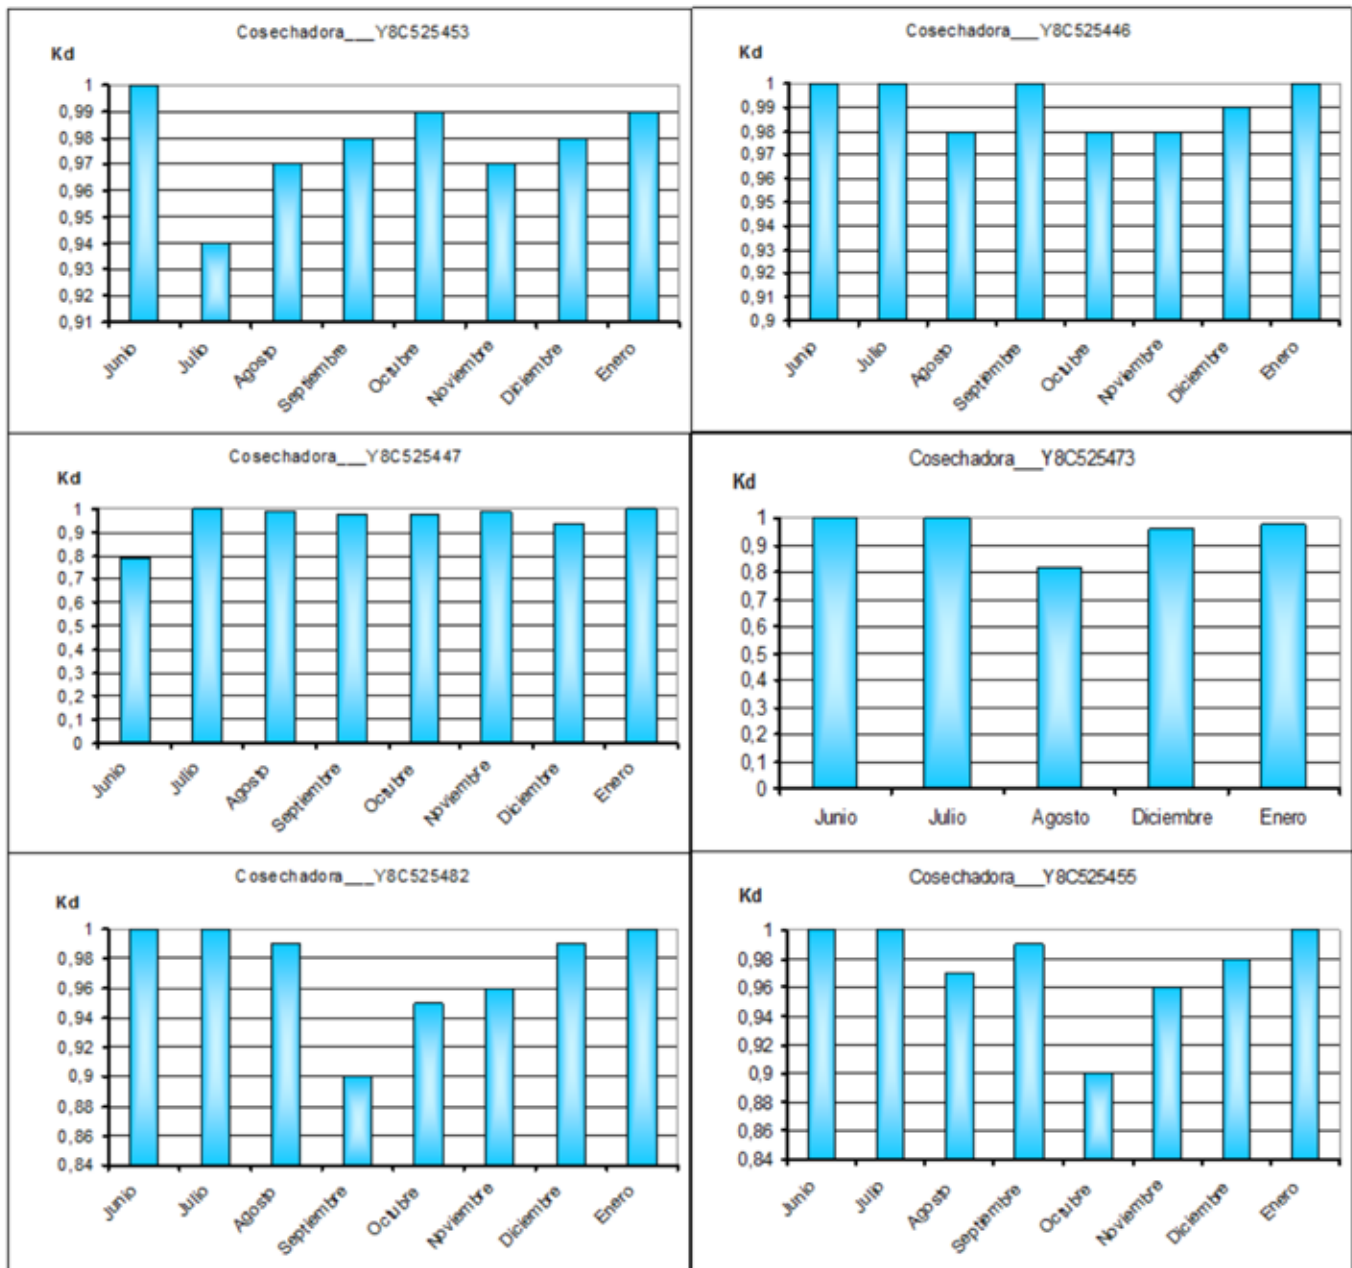 Cosechadora___Y8C525453
Kd
1
0,99
0,98
0,97
0,96
0,95
0,94
0,93
0,92
0,91
Junio
Julio
Agosto
Septiembre
Octubre
Noviembre
Diciembre
Enero
Cosechadora___Y8C525446
Kd
1
0,99
0,98
0,97
0,96
0,95
0,94
0,93
0,92
0,91
0,9
Junio
Julio
Agosto
Septiembre
Octubre
Noviembre
Diciembre
Enero
Cosechadora___Y8C525447
Kd
1
0,9
0,8
0,7
0,6
0,5
0,4
0,3
0,2
0,1
0
Junio
Julio
Agosto
Septiembre
Octubre
Noviembre
Diciembre
Enero
Cosechadora___Y8C525473
Kd
1
0,9
0,8
0,7
0,6
0,5
0,4
0,3
0,2
0,1
0
Junio Julio Agosto Diciembre Enero
Cosechadora___Y8C525482
Kd
1
0,98
0,96
0,94
0,92
0,9
0,88
0,86
0,84
Junio
Julio
Agosto
Septiembre
Octubre
Noviembre
Diciembre
Enero
Cosechadora___Y8C525455
Kd
1
0,98
0,96
0,94
0,92
0,9
0,88
0,86
0,84
Junio
Julio
Agosto
Septiembre
Octubre
Noviembre
Diciembre
Enero